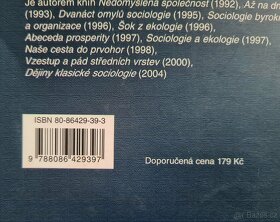 Je autorem knih Nedomyšlená společnost (1992), Až na dn
(1993), Dvanáct omylů sociologie (1995), Sociologie byrok
a organizace (1996), Šok z ekologie (1996),
Abeceda prosperity (1997), Sociologie a ekologie (1997),
Naše cesta do prvohor (1998),
Vzestup a pád středních vrstev (2000),
Dějiny klasické sociologie (2004)
ISBN 80-86429-39-3
9 788086 429397
Doporučená cena 179 Kč